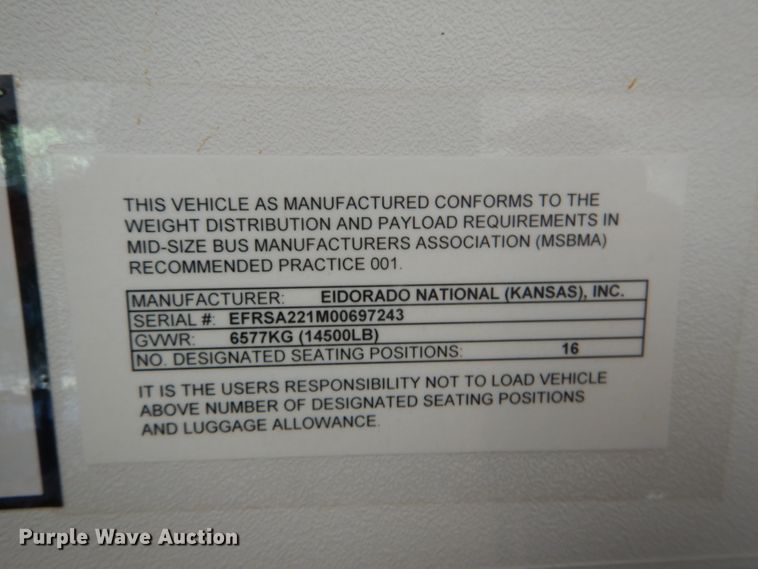 THIS VEHICLE AS MANUFACTURED CONFORMS TO THE
WEIGHT DISTRIBUTION AND PAYLOAD REQUIREMENTS IN
MID-SIZE BUS MANUFACTURERS ASSOCIATION (MSBMA)
RECOMMENDED PRACTICE 001.
MANUFACTURER: EIDORADO NATIONAL (KANSAS), INC.
SERIAL #: EFRSA221M00697243
GVWR: 6577KG (14500LB)
NO. DESIGNATED SEATING POSITIONS: 16
IT IS THE USERS RESPONSIBILITY NOT TO LOAD VEHICLE
ABOVE NUMBER OF DESIGNATED SEATING POSITIONS
AND LUGGAGE ALLOWANCE.
Purple Wave Auction